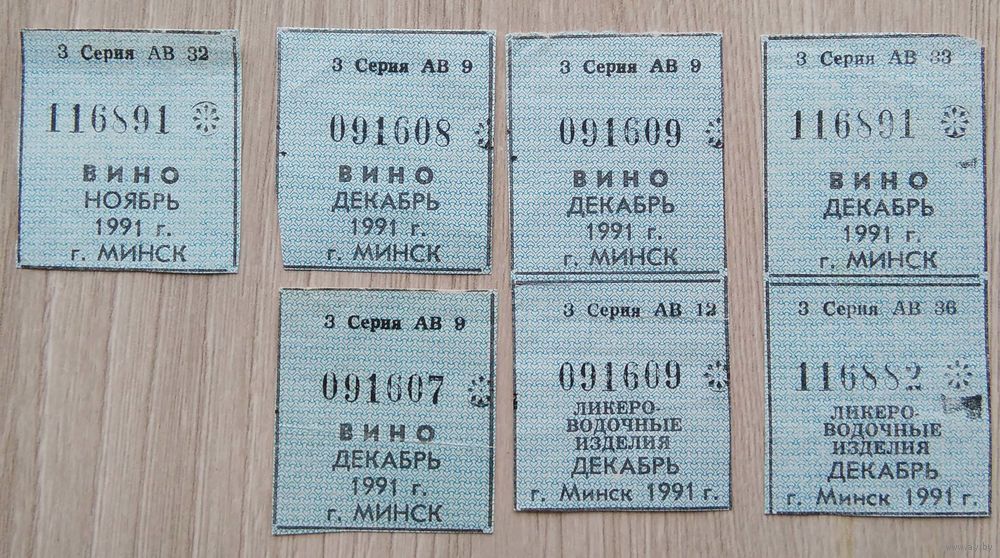 3 Серия АВ 32
116891
ВИНО
НОЯБРЬ
1991 г.
г. МИНСК
3 Серия АВ 9
091608
ВИНО
ДЕКАБРЬ
1991 г.
г. МИНСК
3 Серия АВ 9
091609
ВИНО
ДЕКАБРЬ
1991 г.
г. МИНСК
3 Серия АВ 33
116891
ВИНО
ДЕКАБРЬ
1991 г.
г. МИНСК
3 Серия АВ 9
091607
ВИНО
ДЕКАБРЬ
1991 г.
г. МИНСК
3 Серия АВ 12
091609
ЛИКЕРО-
ВОДОЧНЫЕ
ИЗДЕЛИЯ
ДЕКАБРЬ
г. Минск 1991 г.
3 Серия АВ 36
116882
ЛИКЕРО-
ВОДОЧНЫЕ
ИЗДЕЛИЯ
ДЕКАБРЬ
г. Минск 1991 г.
www.ay.by